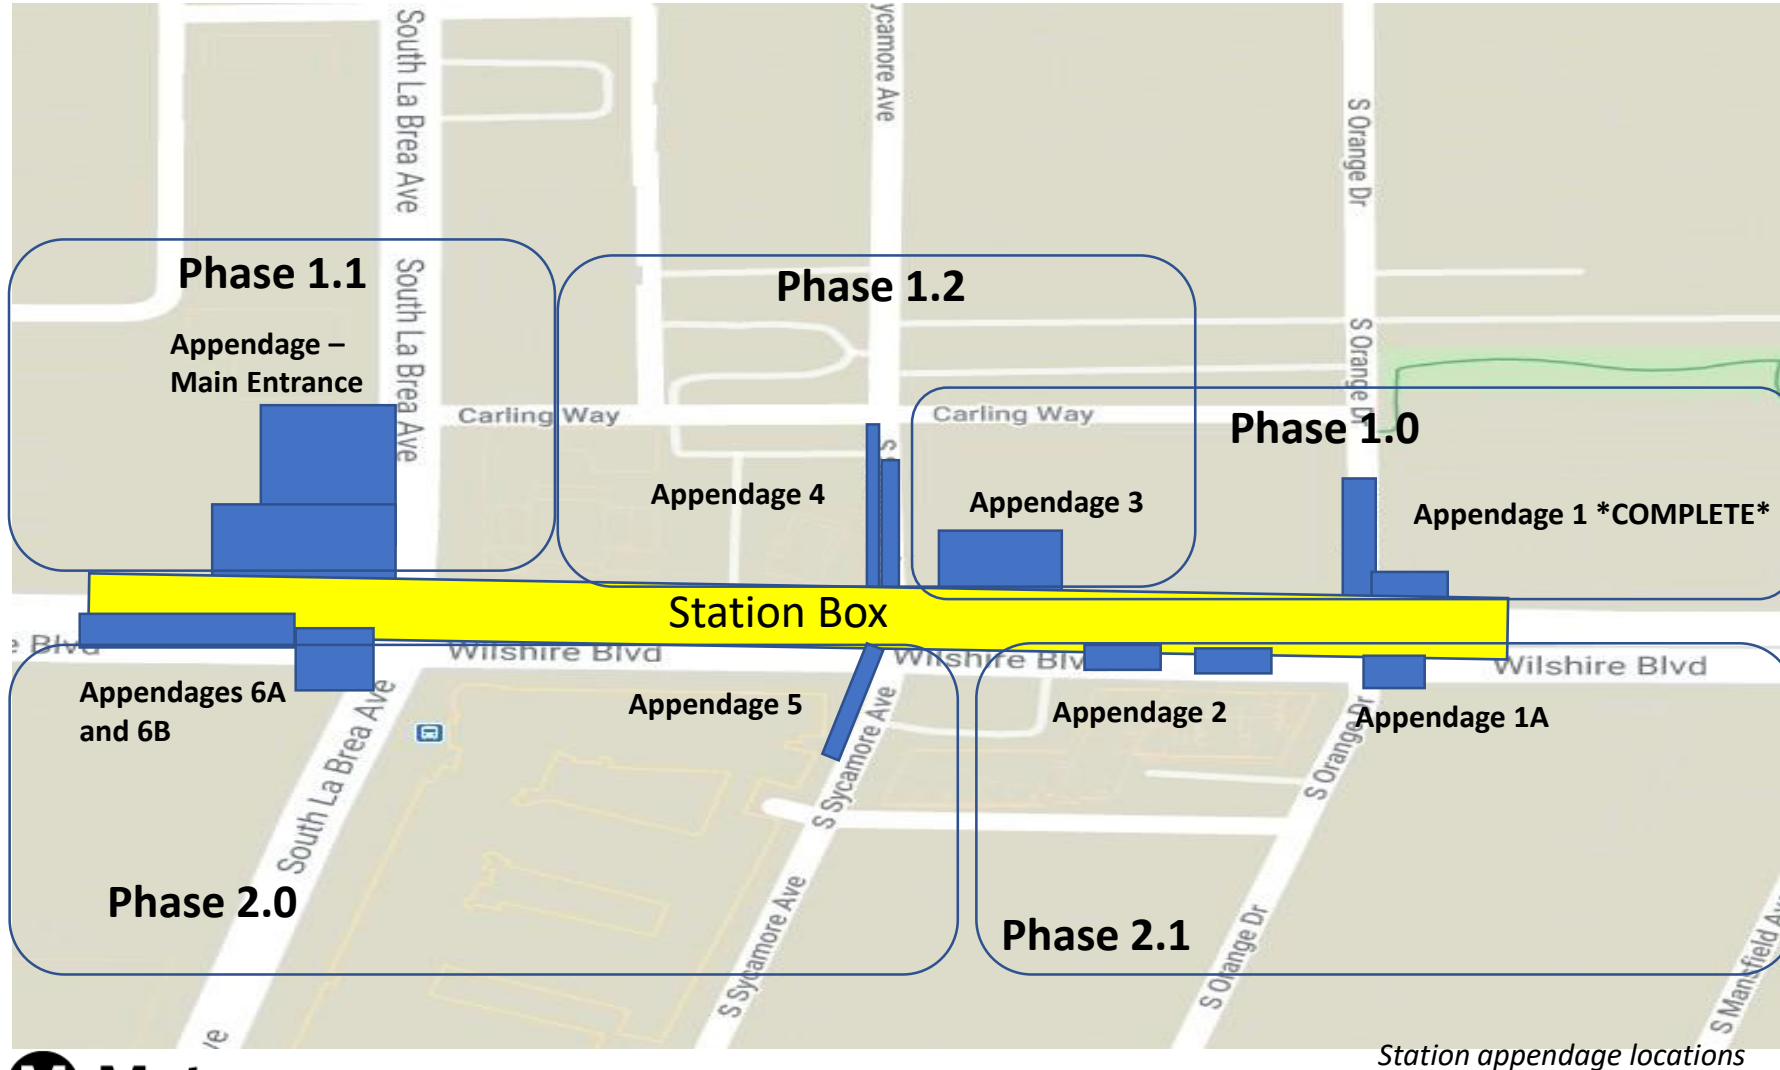 South La Brea Ave
ycamore Ave
S Orange Dr
Phase 1.1
South La Brea Ave
Phase 1.2
Appendage –
Main Entrance
S Orange Dr
Carling Way
Carling Way
Phase 1.0
S
Appendage 4
Appendage 3
Appendage 1 *COMPLETE*
Station Box
Blvd
Wilshire Blvd
Wilshire Blv
Wilshire Blvd
Appendages 6A
and 6B
Appendage 5
Appendage 2
Appendage 1A
South La Brea Ave
S Sycamore Ave
S Orange Dr
Phase 2.0
Phase 2.1
S Sycamore Ave
S Orange Dr
S Mansfield Av
ve
Station appendage locations